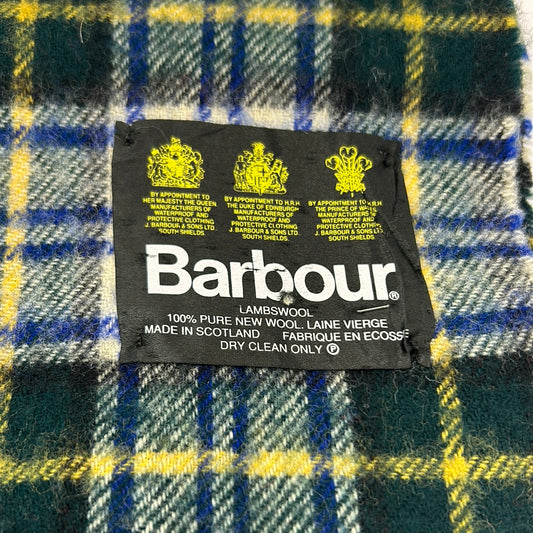 BY APPOINTMENT TO
HER MAJESTY THE QUEEN.
MANUFACTURERS OF
WATERPROOF AND
PROTECTIVE CLOTHING
J. BARBOUR & SONS LTD.
SOUTH SHIELDS.
BY APPOINTMENT TO H.R.H.
THE DUKE OF EDINBURGH
MANUFACTURERS OF
WATERPROOF AND
PROTECTIVE CLOTHING
J. BARBOUR & SONS LTD.
SOUTH SHIELDS.
BY APPOINTMENT TO H.R.H.
THE PRINCE OF WALES
MANUFACTURERS OF
WATERPROOF AND
PROTECTIVE CLOTHING
J. BARBOUR & SONS LTD
SOUTH SHIELDS.
Barbour®
LAMBSWOOL
100% PURE NEW WOOL. LAINE VIERGE
MADE IN SCOTLAND FABRIQUE EN ECOSSE
DRY CLEAN ONLY Ⓟ